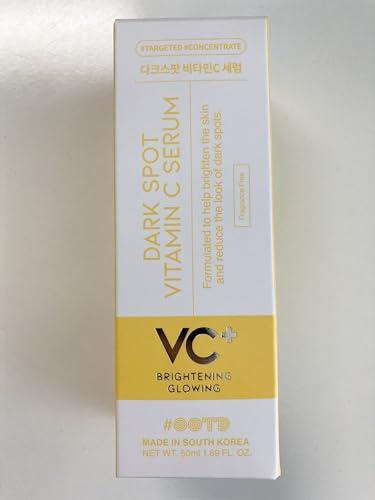 #TARGETED #CONCENTRATE
다크스팟 비타민C 세럼
DARK SPOT
VITAMIN C SERUM
Formulated to help brighten the skin
and reduce the look of dark spots.
Fragrance Free
VC+
BRIGHTENING
GLOWING
#OOTD
MADE IN SOUTH KOREA
NET WT. 50ml 1.69 FL. OZ.